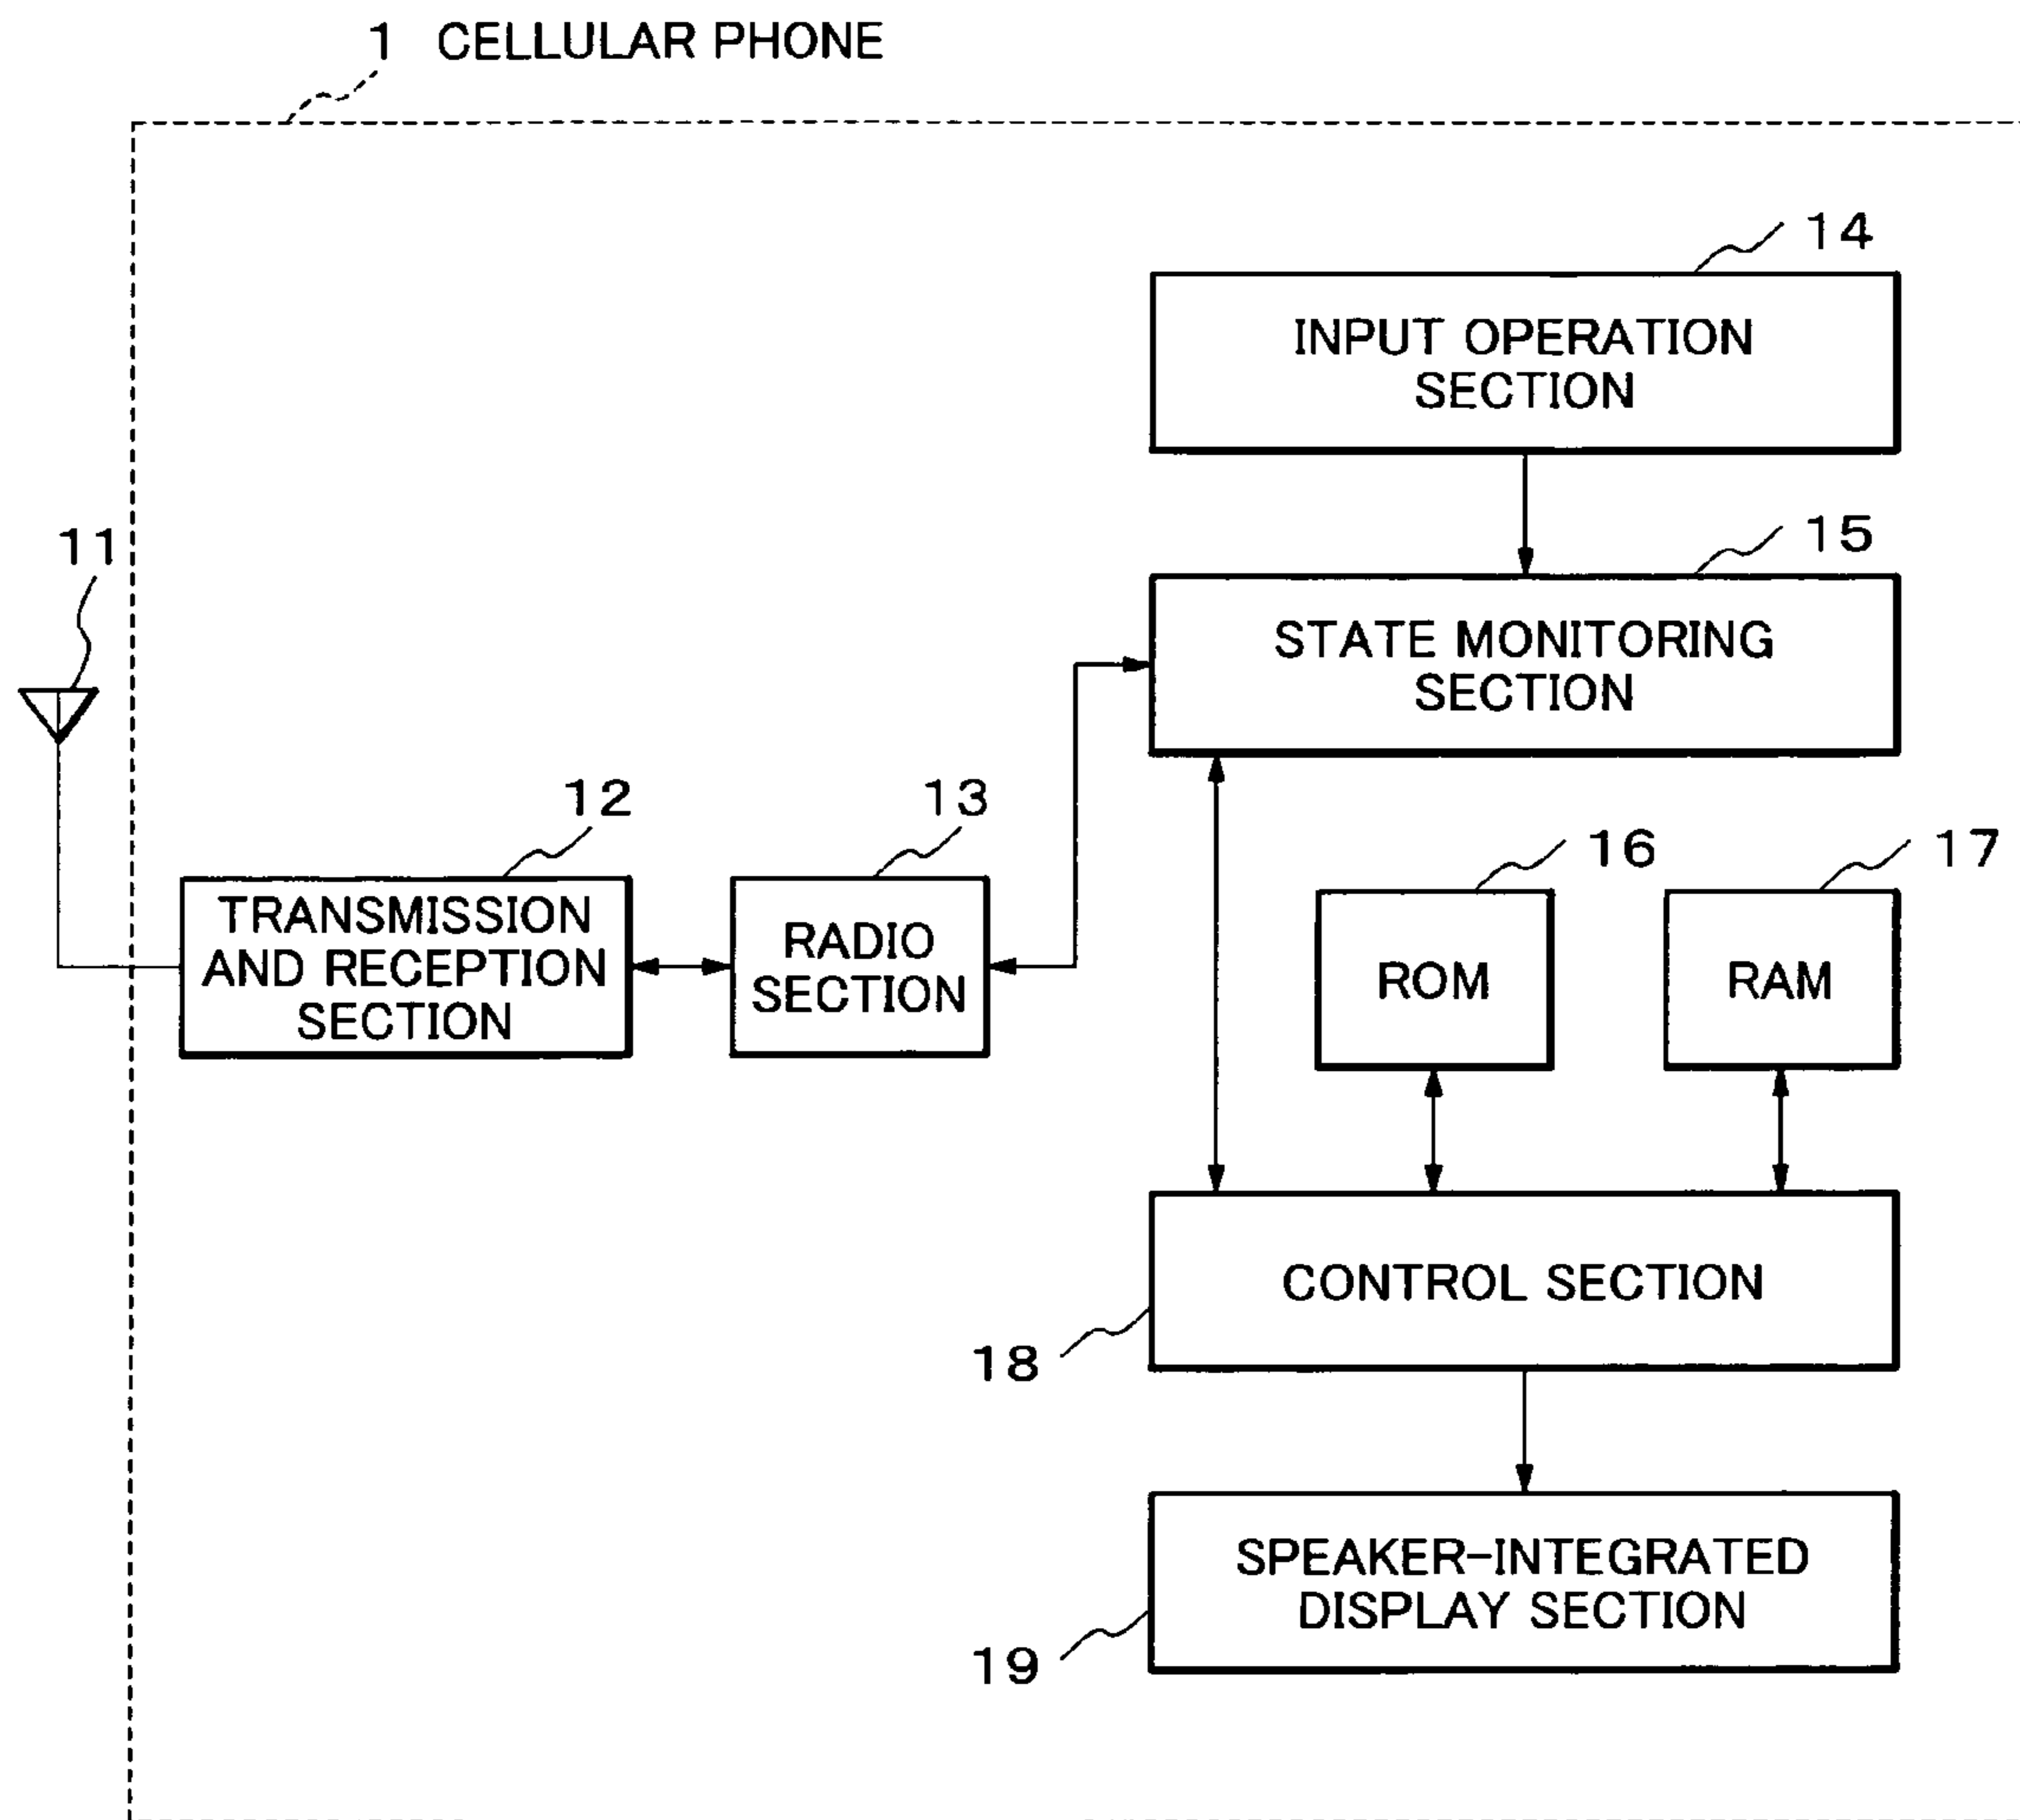 1 CELLULAR PHONE
14
INPUT OPERATION
SECTION
11
15
STATE MONITORING
SECTION
12
13
16
17
TRANSMISSION
AND RECEPTION
SECTION
RADIO
SECTION
ROM
RAM
CONTROL SECTION
18
SPEAKER-INTEGRATED
DISPLAY SECTION
19